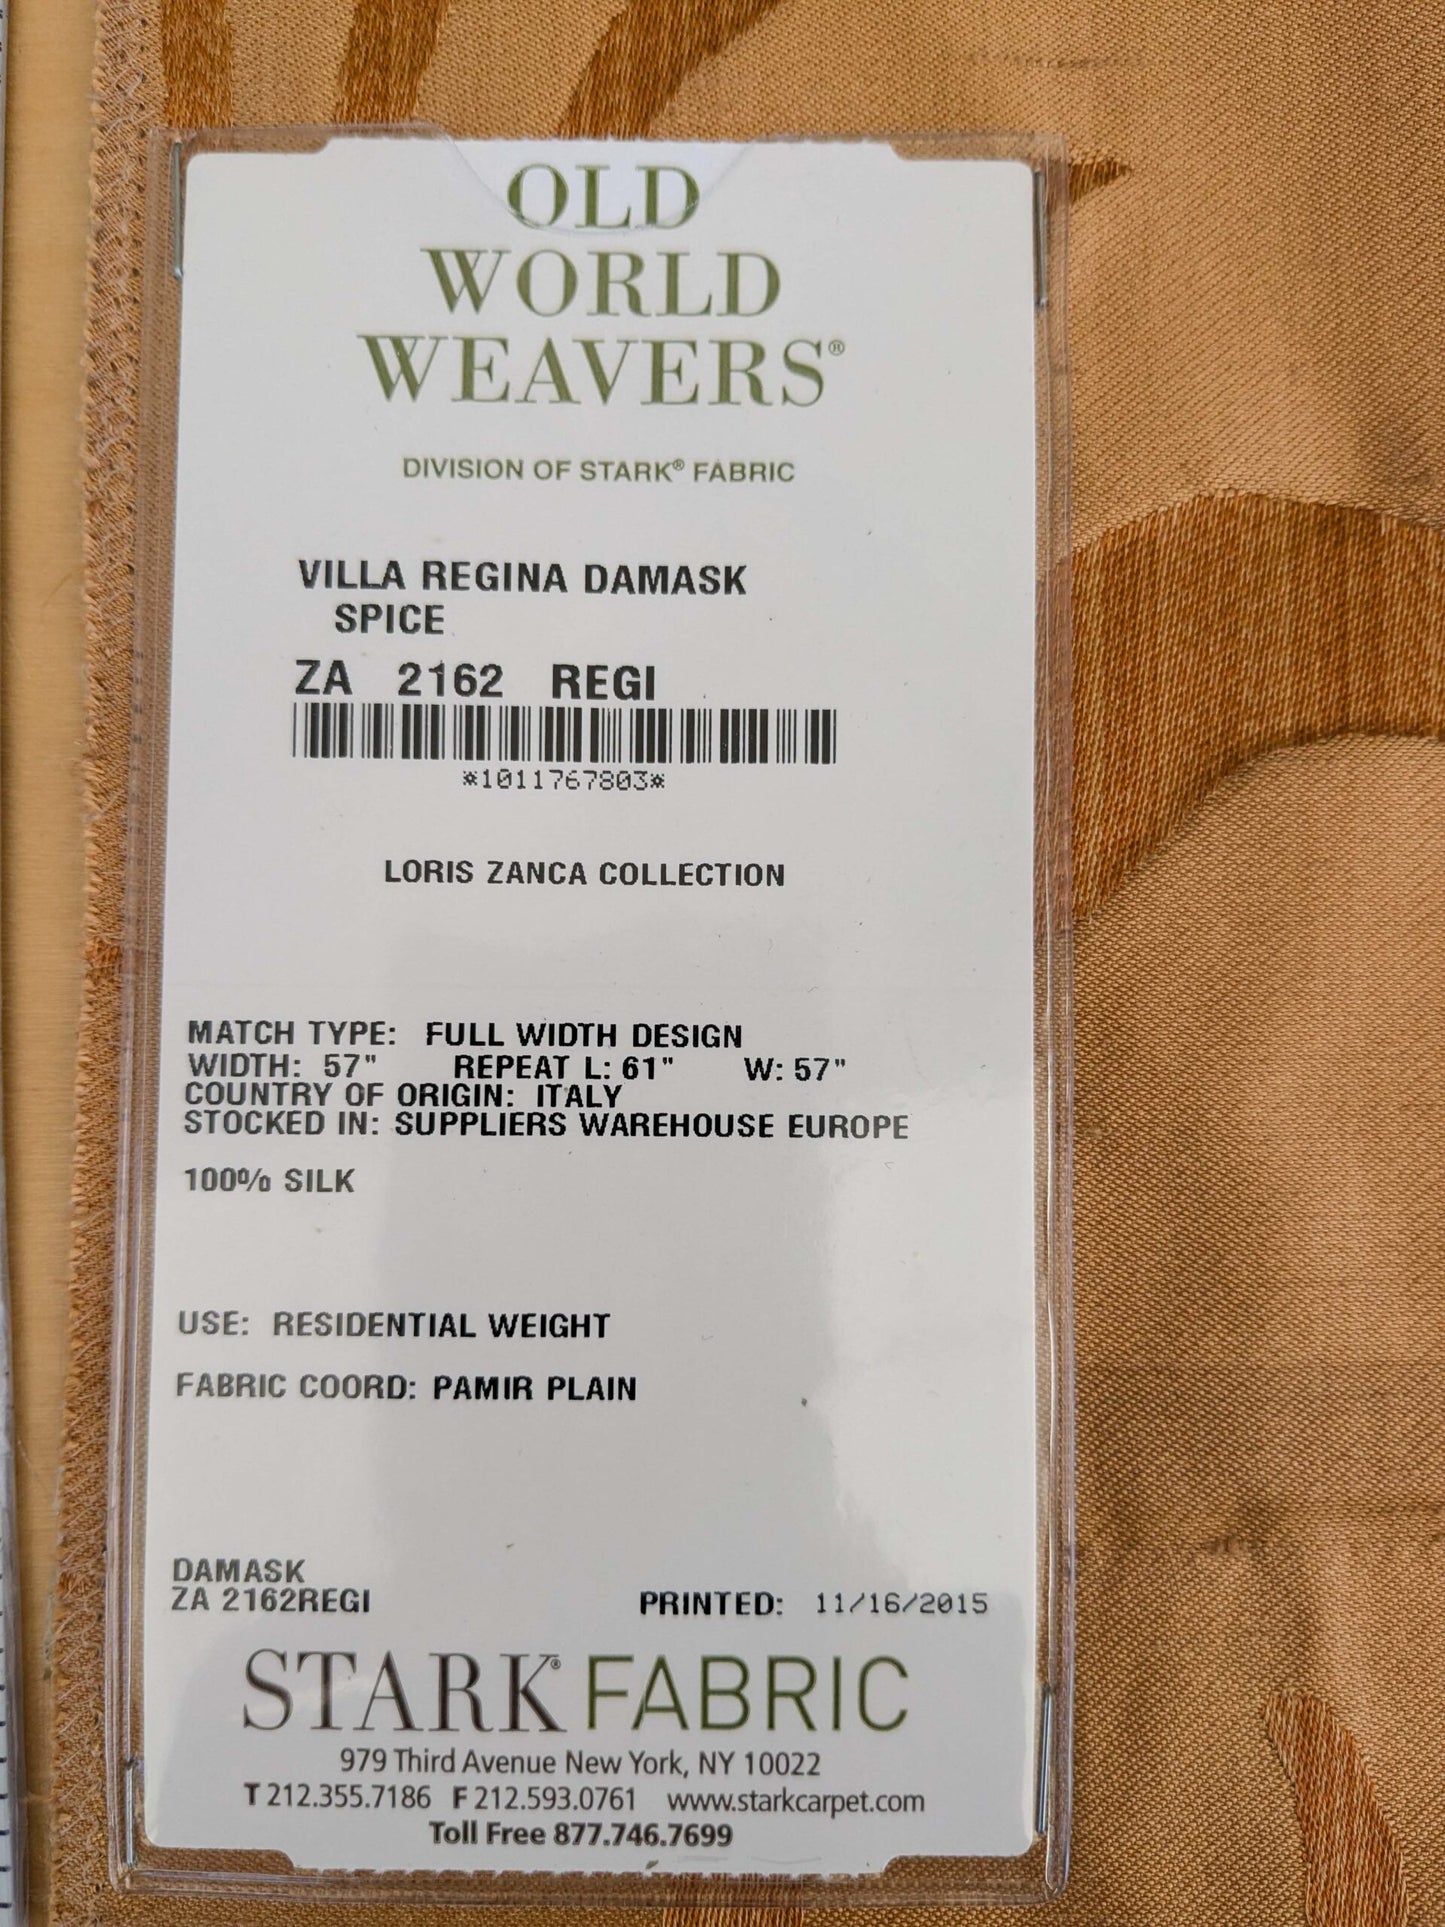 OLD
WORLD
WEAVERS®
DIVISION OF STARK® FABRIC
VILLA REGINA DAMASK
SPICE
ZA 2162 REGI
*1011767803*
LORIS ZANCA COLLECTION
MATCH TYPE: FULL WIDTH DESIGN
WIDTH: 57" REPEAT L: 61" W: 57"
COUNTRY OF ORIGIN: ITALY
STOCKED IN: SUPPLIERS WAREHOUSE EUROPE
100% SILK
USE: RESIDENTIAL WEIGHT
FABRIC COORD: PAMIR PLAIN
DAMASK
ZA 2162REGI PRINTED: 11/16/2015
STARK® FABRIC
979 Third Avenue New York, NY 10022
T 212.355.7186 F 212.593.0761 www.starkcarpet.com
Toll Free 877.746.7699